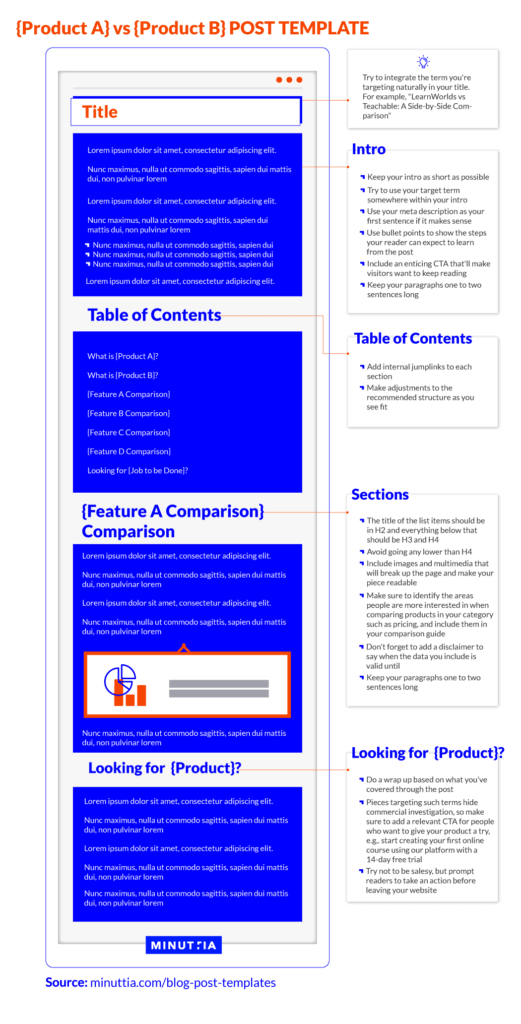 {Product A} vs {Product B} POST TEMPLATE
Title
Try to integrate the term you're
targeting naturally in your title.
For example, "LearnWorlds vs
Teachable: A Side-by-Side Com-
parison"
Lorem ipsum dolor sit amet, consectetur adipiscing elit.
Nunc maximus, nulla ut commodo sagittis, sapien dui mattis
dui, non pulvinar lorem
Lorem ipsum dolor sit amet, consectetur adipiscing elit.
Nunc maximus, nulla ut commodo sagittis, sapien dui
mattis dui, non pulvinar lorem
Nunc maximus, nulla ut commodo sagittis, sapien dui
Nunc maximus, nulla ut commodo sagittis, sapien dui
Nunc maximus, nulla ut commodo sagittis, sapien dui
Lorem ipsum dolor sit amet, consectetur adipiscing elit.
Intro
Keep your intro as short as possible
Try to use your target term
somewhere within your intro
Use your meta description as your
first sentence if it makes sense
Use bullet points to show the steps
your reader can expect to learn
from the post
Include an enticing CTA that'll make
visitors want to keep reading
Keep your paragraphs one to two
sentences long
Table of Contents
What is [Product A]?
What is [Product B]?
[Feature A Comparison]
[Feature B Comparison]
[Feature C Comparison]
[Feature D Comparison]
Looking for [Job to be Done]?
Table of Contents
Add internal jumplinks to each
section
Make adjustments to the
recommended structure as you
see fit
{Feature A Comparison}
Comparison
Lorem ipsum dolor sit amet, consectetur adipiscing elit.
Nunc maximus, nulla ut commodo sagittis, sapien dui mattis
dui, non pulvinar lorem
Lorem ipsum dolor sit amet, consectetur adipiscing elit.
Nunc maximus, nulla ut commodo sagittis, sapien dui mattis
dui, non pulvinar lorem
Nunc maximus, nulla ut commodo sagittis, sapien dui mattis
dui, non pulvinar lorem
Sections
The title of the list items should be
in H2 and everything below that
should be H3 and H4
Avoid going any lower than H4
Include images and multimedia that
will break up the page and make your
piece readable
Make sure to identify the areas
people are more interested in when
comparing products in your category
such as pricing, and include them in
your comparison guide
Don't forget to add a disclaimer to
say when the data you include is
valid until
Keep your paragraphs one to two
sentences long
Looking for {Product}?
Lorem ipsum dolor sit amet, consectetur adipiscing elit.
Nunc maximus, nulla ut commodo sagittis, sapien dui mattis
dui, non pulvinar lorem
Lorem ipsum dolor sit amet, consectetur adipiscing elit.
Nunc maximus, nulla ut commodo sagittis, sapien dui mattis
dui, non pulvinar lorem
Nunc maximus, nulla ut commodo sagittis, sapien dui mattis
dui, non pulvinar lorem
Looking for {Product}?
Do a wrap up based on what you've
covered through the post
Pieces targeting such terms hide
commercial investigation, so make
sure to add a relevant CTA for people
who want to give your product a try,
e.g., start creating your first online
course using our platform with a
14-day free trial
Try not to be salesy, but prompt
readers to take an action before
leaving your website
MINUTTIA
Source: minuttia.com/blog-post-templates